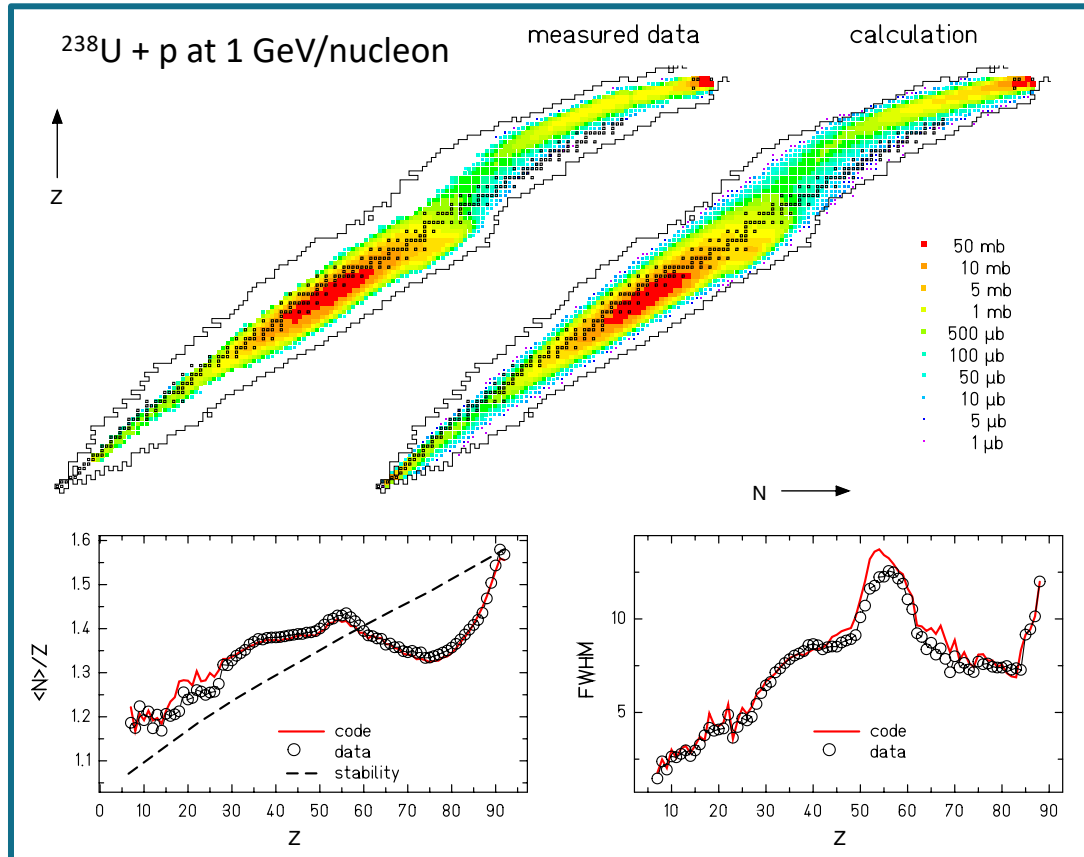 ²³⁸U + p at 1 GeV/nucleon
measured data
calculation
Z
50 mb
10 mb
5 mb
1 mb
500 μb
100 μb
50 μb
10 μb
5 μb
1 μb
N
<N>/Z
1.6
1.5
1.4
1.3
1.2
1.1
code
data
stability
0 10 20 30 40 50 60 70 80 90
Z
FWHM
10
5
code
data
10 20 30 40 50 60 70 80 90
Z